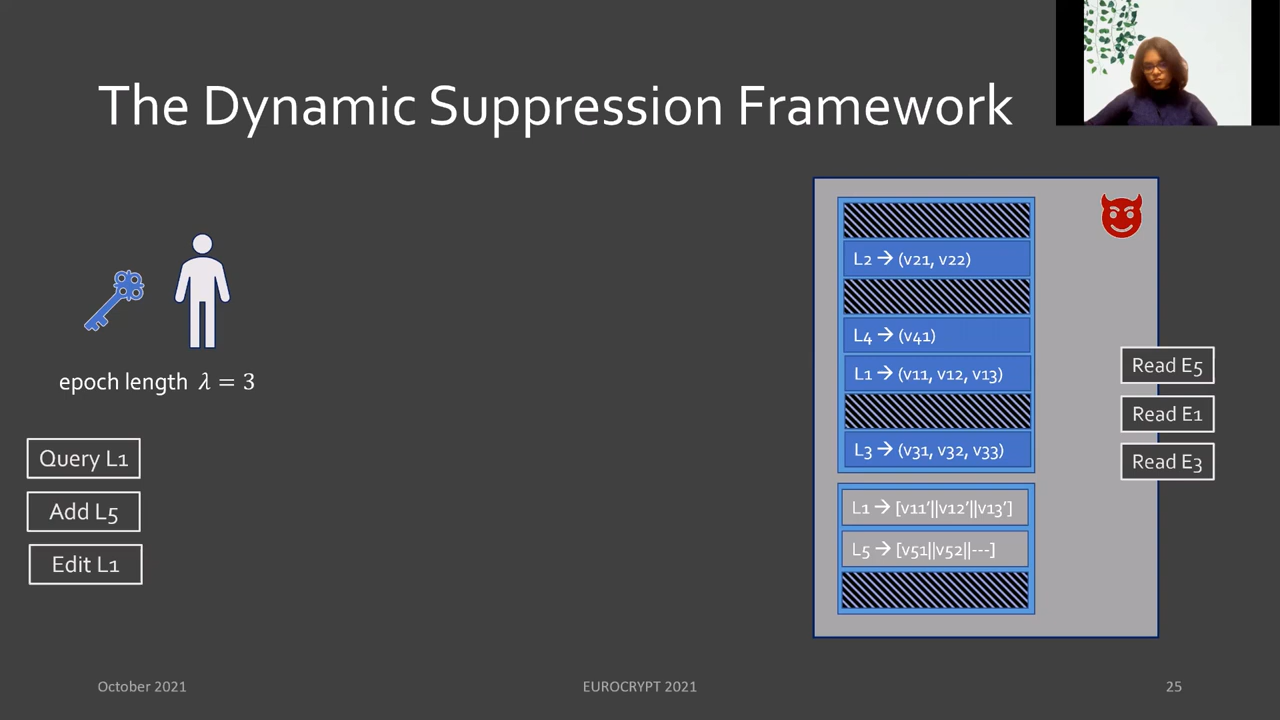 The Dynamic Suppression Framework
epoch length λ = 3
Query L1
Add L5
Edit L1
L2 → (v21, v22)
L4 → (v41)
L1 → (v11, v12, v13)
L3 → (v31, v32, v33)
L1 → [v11’||v12’||v13’]
L5 → [v51||v52||---]
Read E5
Read E1
Read E3
October 2021
EUROCRYPT 2021
25